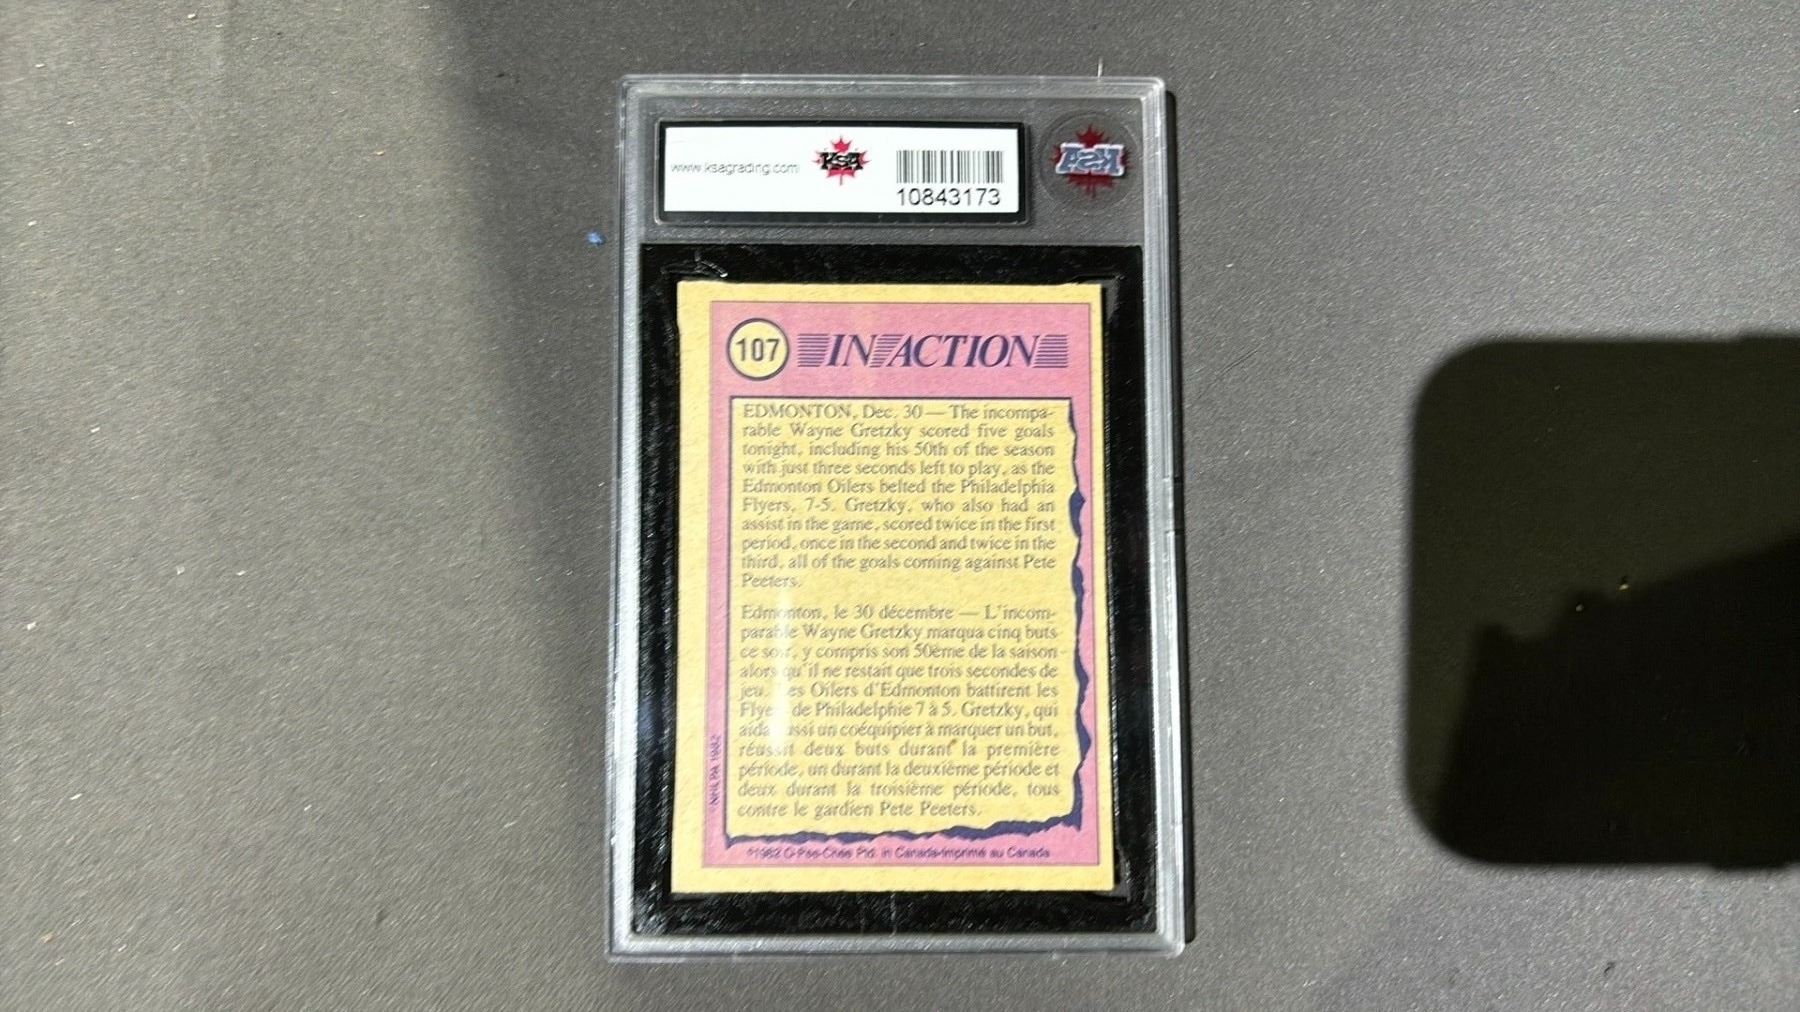 www.ksagrading.com
KSA
10843173
KSA
107
IN ACTION
EDMONTON, Dec. 30 — The incompa-
rable Wayne Gretzky scored five goals
tonight, including his 50th of the season
with just three seconds left to play, as the
Edmonton Oilers belted the Philadelphia
Flyers, 7-5. Gretzky, who also had an
assist in the game, scored twice in the first
period, once in the second and twice in the
third, all of the goals coming against Pete
Peeters.
Edmonton, le 30 décembre — L'incom-
parable Wayne Gretzky marqua cinq buts
ce soir, y compris son 50ème de la saison
alors qu'il ne restait que trois secondes de
jeu. Les Oilers d'Edmonton battirent les
Flyers de Philadelphie 7 à 5. Gretzky, qui
aida aussi un coéquipier à marquer un but,
réussit deux buts durant la première
période, un durant la deuxième période et
deux durant la troisième période, tous
contre le gardien Pete Peeters.
NHL PA 1982
©1982 O-Pee-Chee Ptd. in Canada-Imprimé au Canada